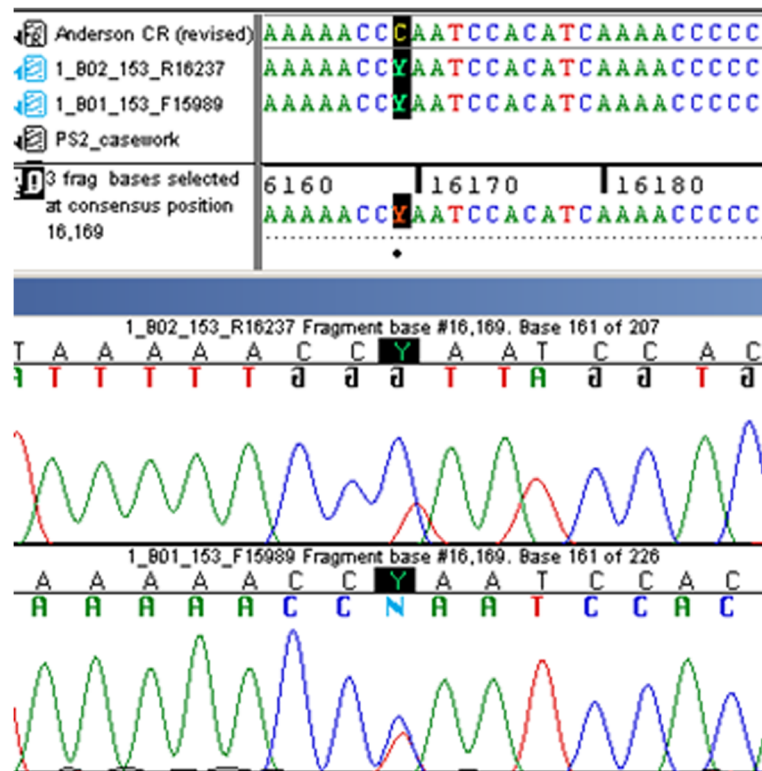 Anderson CR (revised) AAAAACCCAATCCACATCAAAACCCCC
1_B02_153_R16237 AAAAACCYAATCCACATCAAAACCCCC
1_B01_153_F15989 AAAAACCYAATCCACATCAAAACCCCC
PS2_casework
3 frag bases selected
at consensus position
16,169
6160 16170 16180
AAAAACCYAATCCACATCAAAACCCCC
1_B02_153_R16237 Fragment base #16,169. Base 161 of 207
T A A A A A C C Y A A T C C A C
A T T T T T G G G T T A G G T G
1_B01_153_F15989 Fragment base #16,169. Base 161 of 226
A A A A A C C Y A A T C C A C
A A A A A C C N A A T C C A C